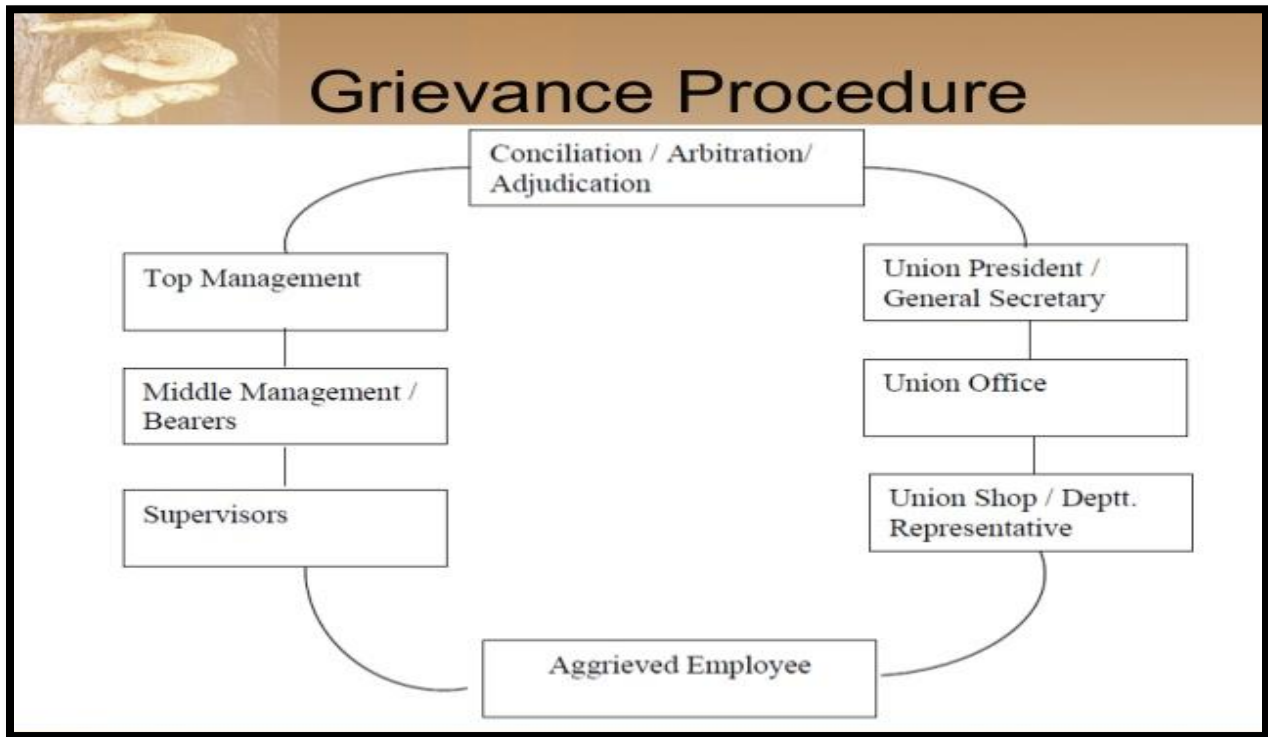 Grievance Procedure
Conciliation / Arbitration/
Adjudication
Top Management
Union President /
General Secretary
Middle Management /
Bearers
Union Office
Supervisors
Union Shop / Deptt.
Representative
Aggrieved Employee